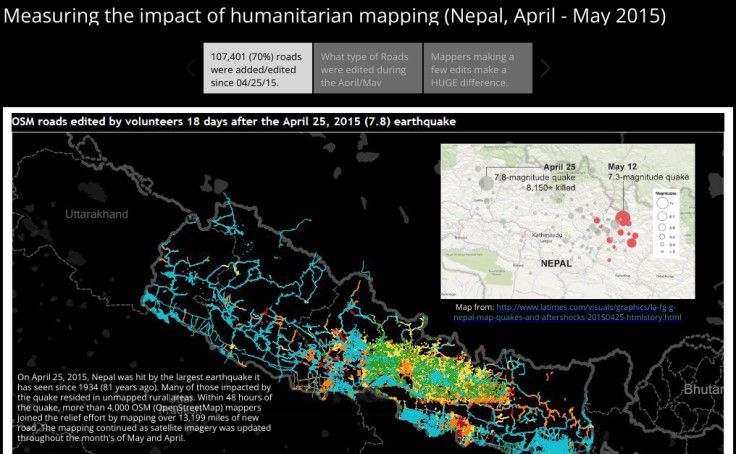 Measuring the impact of humanitarian mapping (Nepal, April - May 2015)
107,401 (70%) roads
were added/edited
since 04/25/15.
What type of Roads
were edited during
the April/May
Mappers making a
few edits make a
HUGE difference.
OSM roads edited by volunteers 18 days after the April 25, 2015 (7.8) earthquake
Uttarakhand
April 25
7.8-magnitude quake
8,150+ killed
May 12
7.3-magnitude quake
Magnitudes
Kathmandu
NEPAL
Map from: http://www.latimes.com/visuals/graphics/la-fg-g-
nepal-map-quakes-and-aftershocks-20150425-htmlstory.html
Bhutan
On April 25, 2015, Nepal was hit by the largest earthquake it
has seen since 1934 (81 years ago). Many of those impacted by
the quake resided in unmapped rural areas. Within 48 hours of
the quake, more than 4,000 OSM (OpenStreetMap) mappers
joined the relief effort by mapping over 13,199 miles of new
road. The mapping continued as satellite imagery was updated
throughout the month's of May and April.